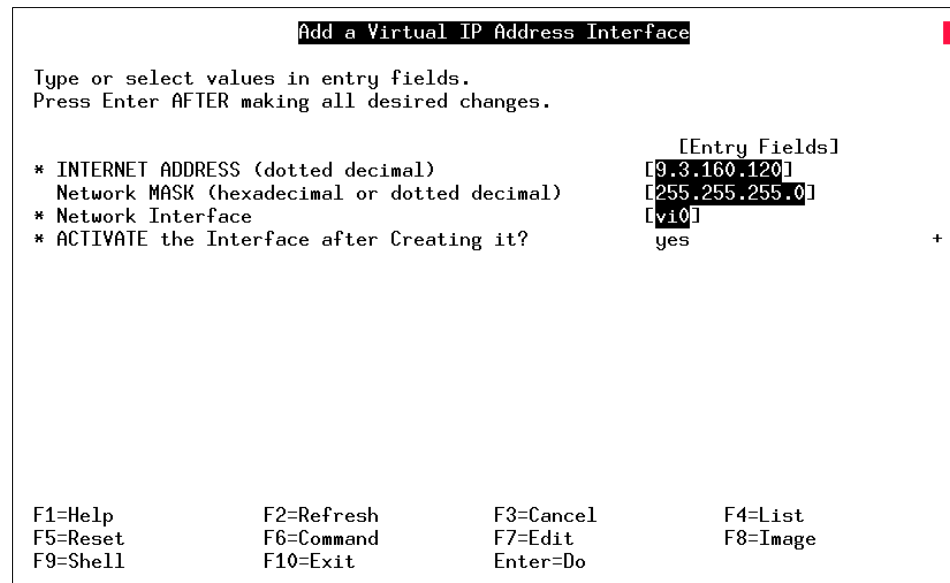 Add a Virtual IP Address Interface
Type or select values in entry fields.
Press Enter AFTER making all desired changes.
[Entry Fields]
* INTERNET ADDRESS (dotted decimal) [9.3.160.120]
Network MASK (hexadecimal or dotted decimal) [255.255.255.0]
* Network Interface [vi0]
* ACTIVATE the Interface after Creating it? yes +
F1=Help F2=Refresh F3=Cancel F4=List
F5=Reset F6=Command F7=Edit F8=Image
F9=Shell F10=Exit Enter=Do